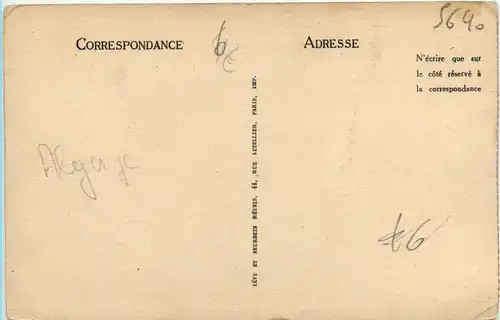 5640
CORRESPONDANCE
6 €
ADRESSE
N'écrire que sur
le côté réservé à
la correspondance
LÉVY ET NEURDEIN RÉUNIS, 44, RUE LETELLIER, PARIS, IMP.
€6